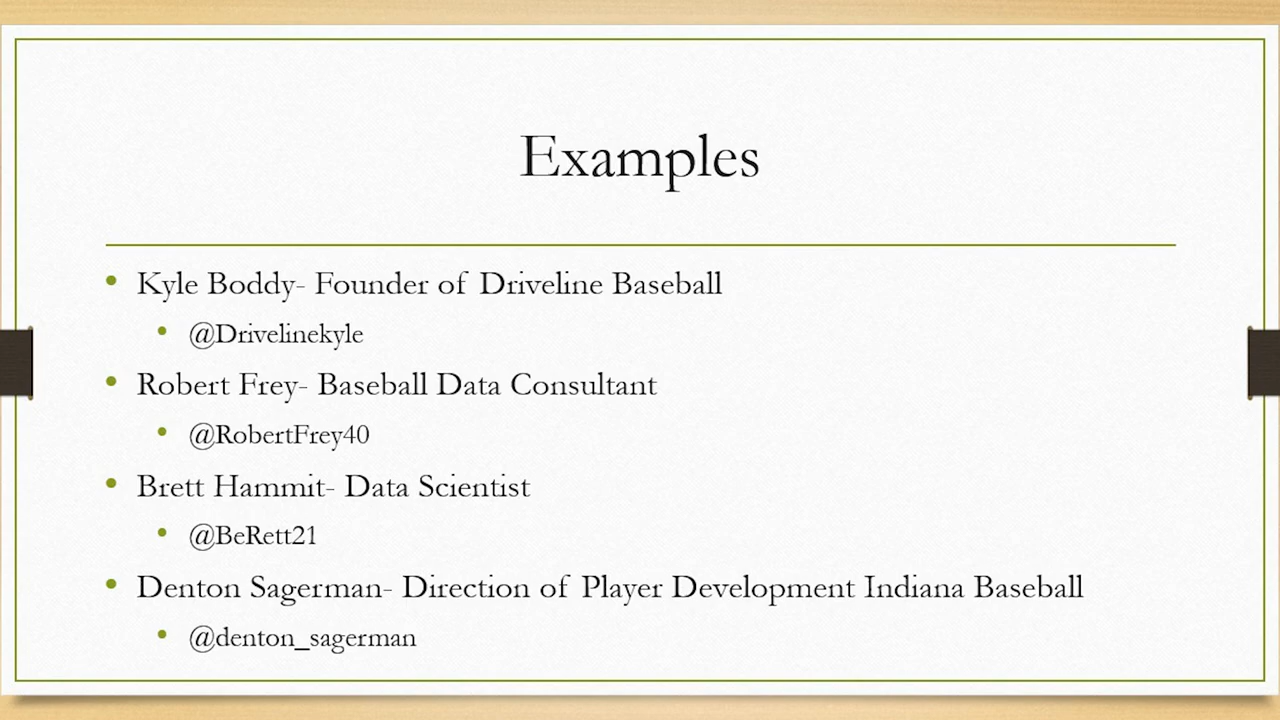 Examples
• Kyle Boddy- Founder of Driveline Baseball
• @Drivelinekyle
• Robert Frey- Baseball Data Consultant
• @RobertFrey40
• Brett Hammit- Data Scientist
• @BeRett21
• Denton Sagerman- Direction of Player Development Indiana Baseball
• @denton_sagerman